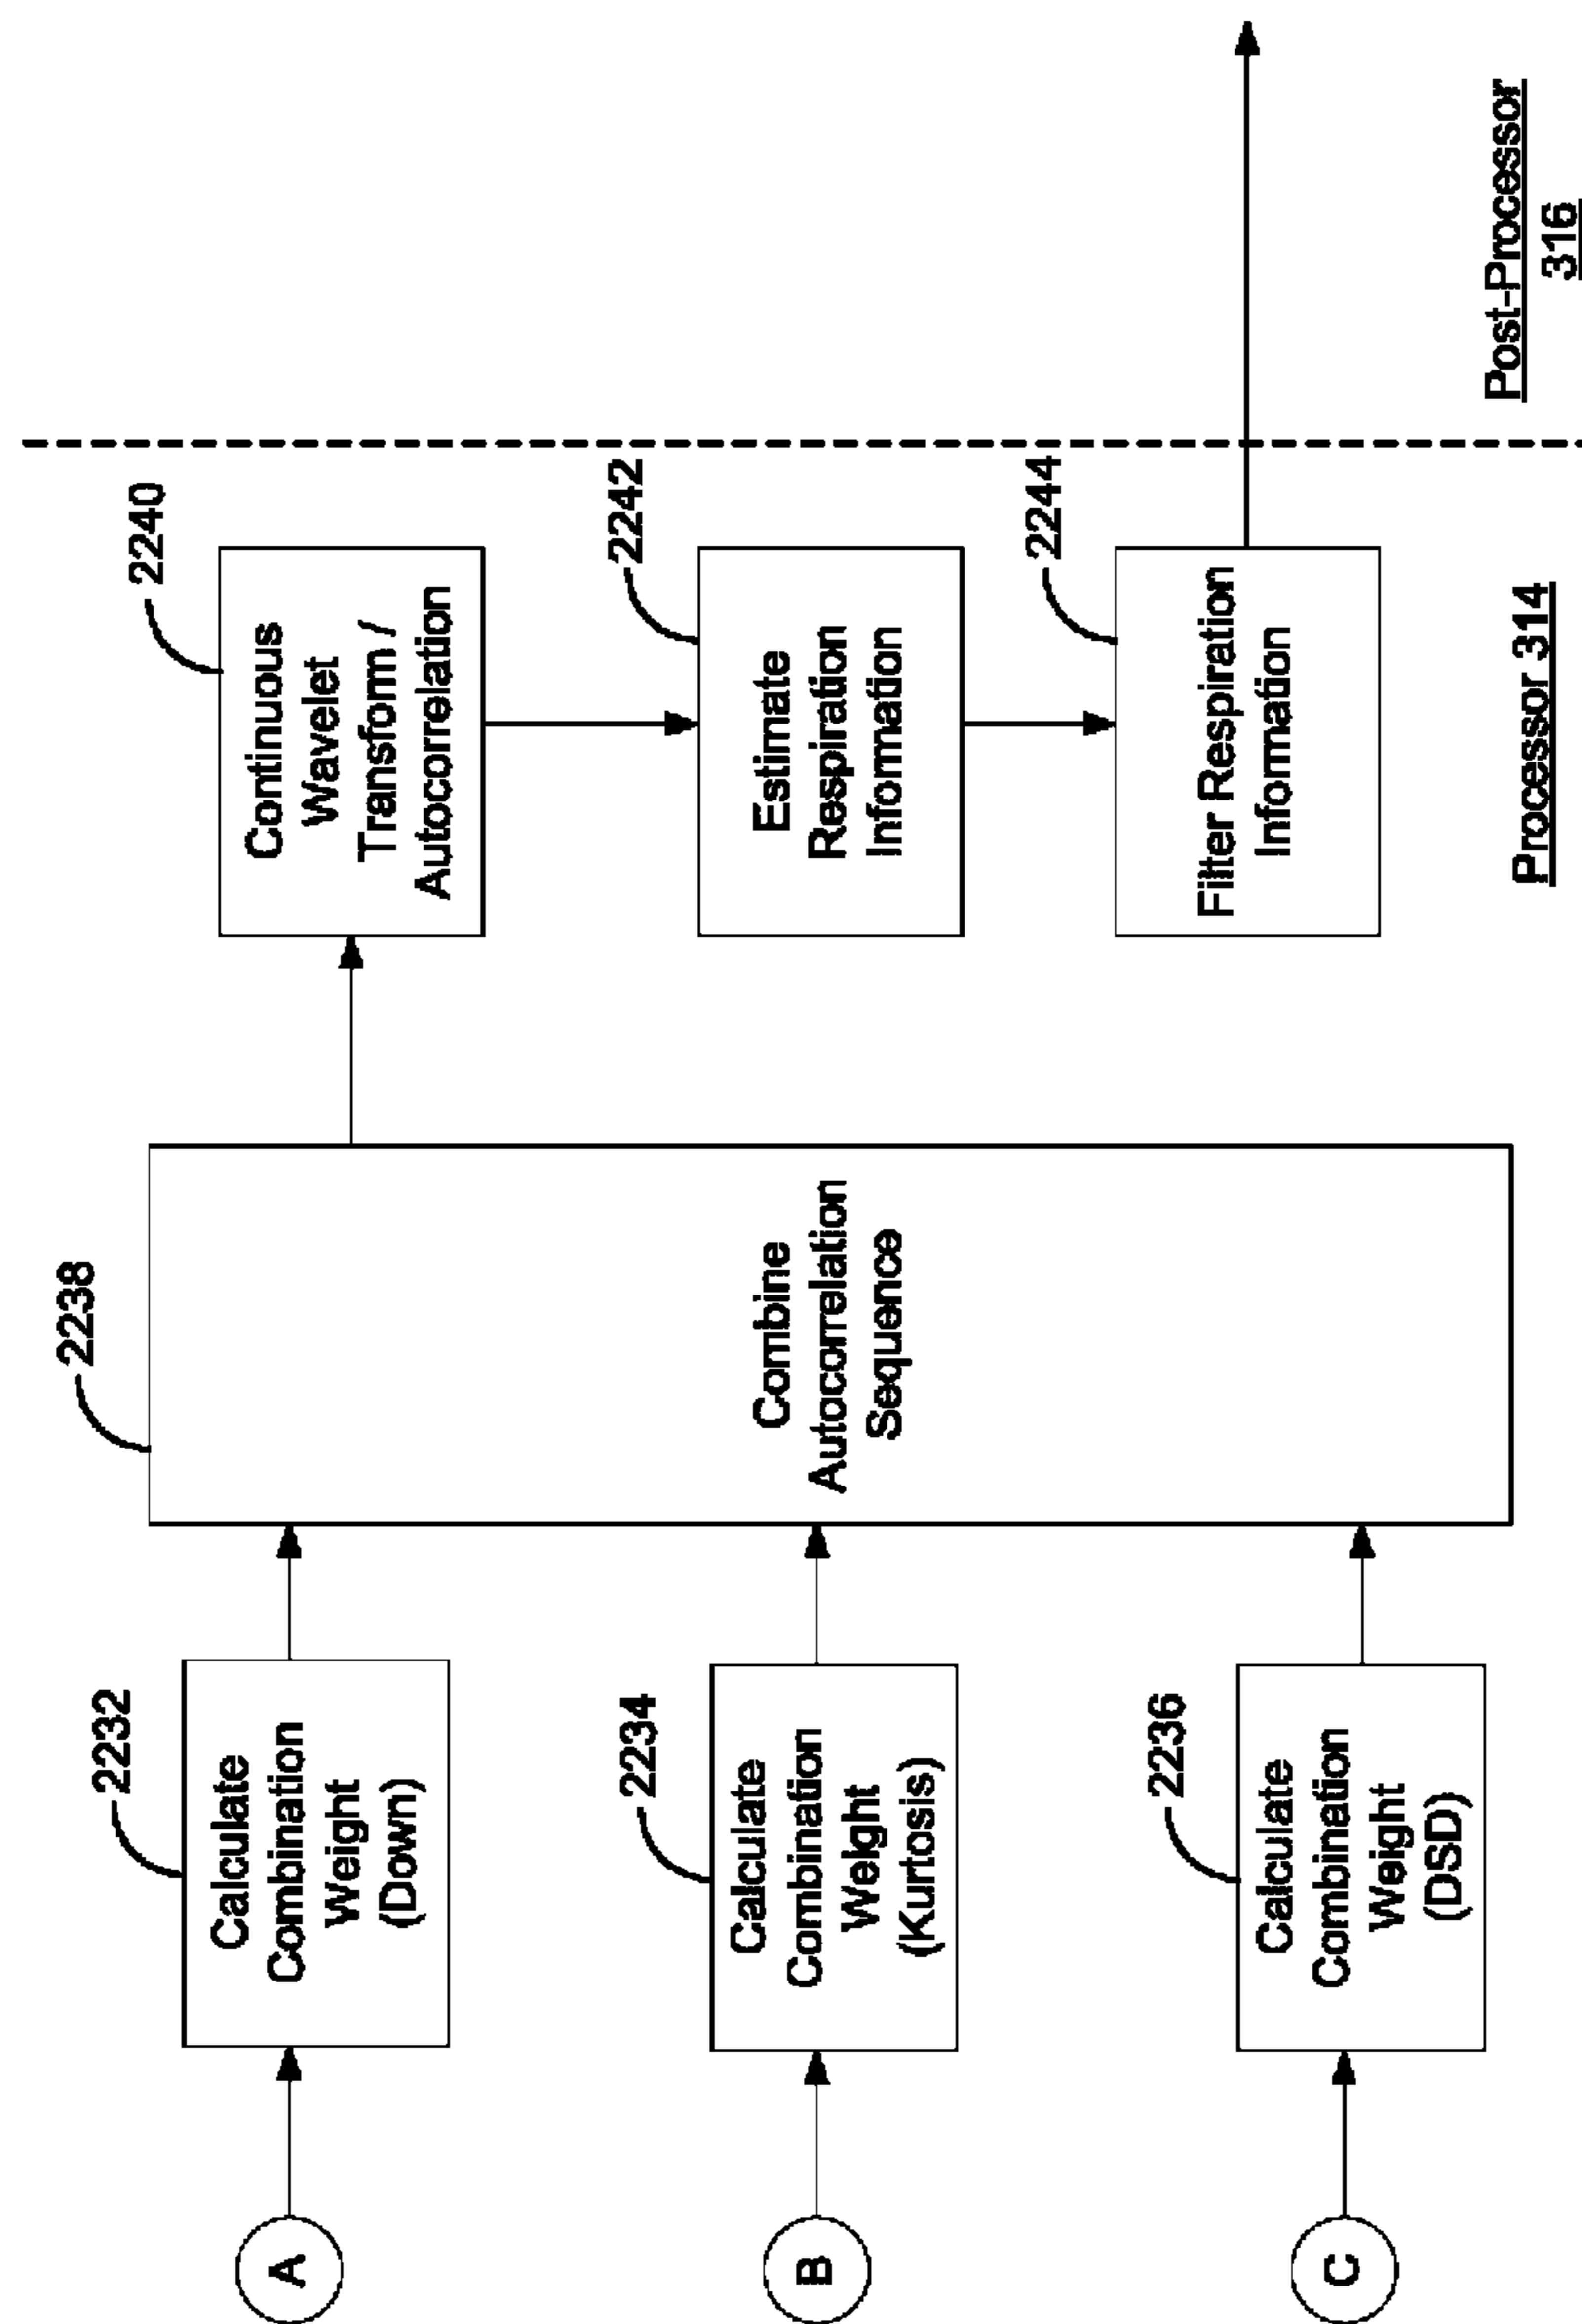 A
2232
Calculate
Combination
Weight
(Down)
B
2234
Calculate
Combination
Weight
(Kurtosis)
C
2236
Calculate
Combination
Weight
(DSD)
2238
Combine
Autocorrelation
Sequence
2240
Continuous
Wavelet
Transform /
Autocorrelation
2242
Estimate
Respiration
Information
2244
Filter Respiration
Information
Processor 314
Post-Processor
316